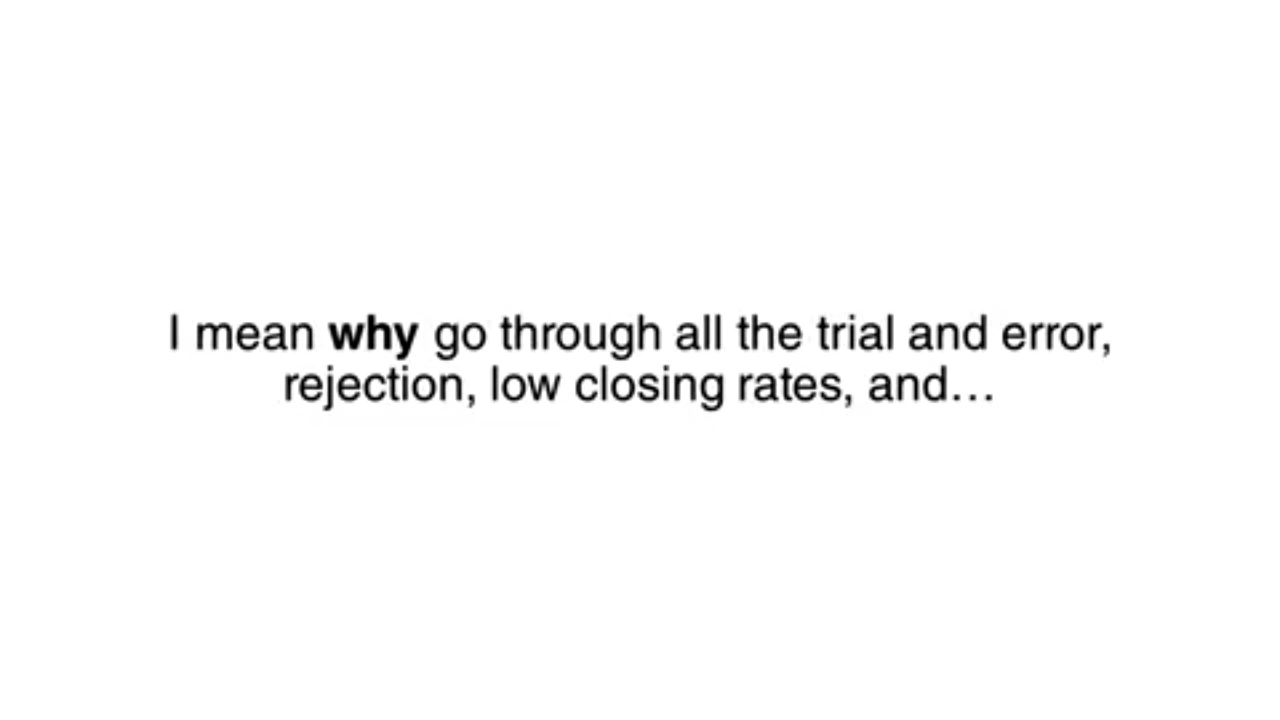 I mean why go through all the trial and error,
rejection, low closing rates, and…